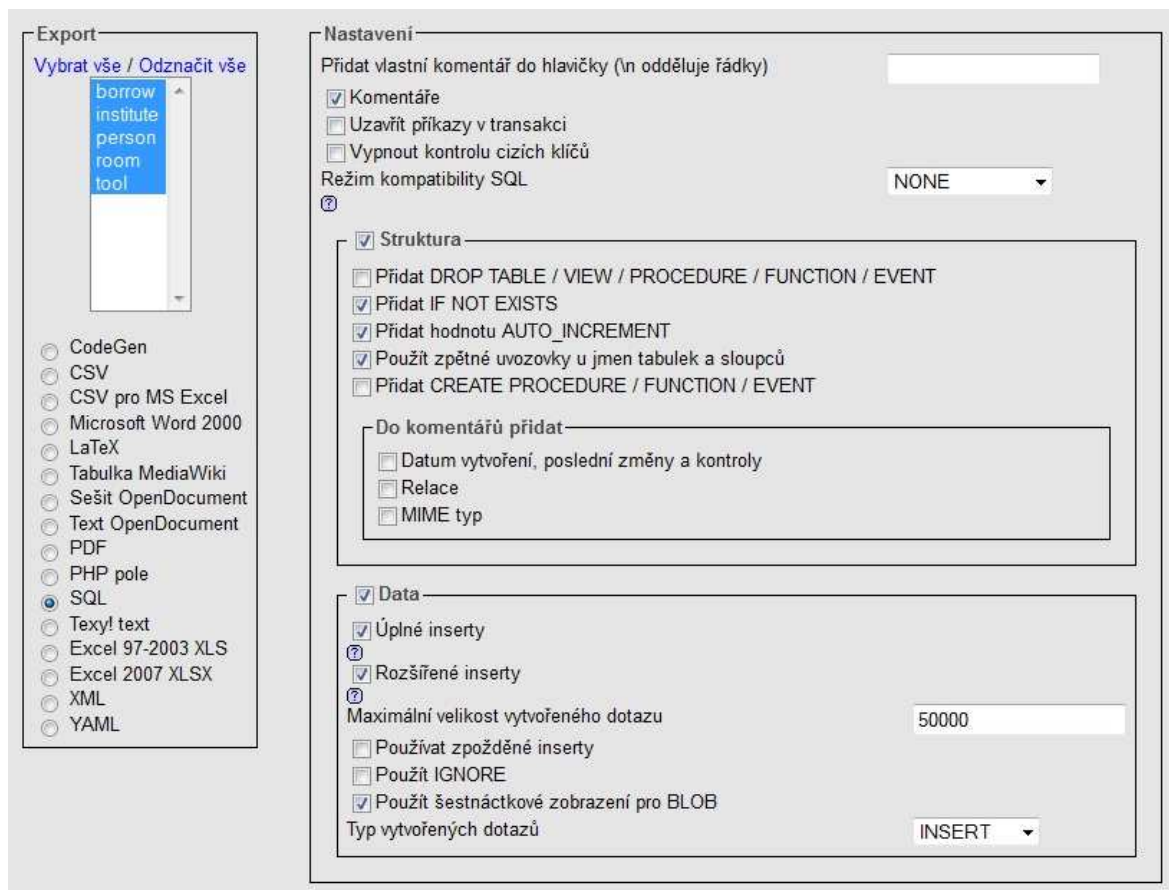 Export
Vybrat vše / Odznačit vše
borrow
institute
person
room
tool
CodeGen
CSV
CSV pro MS Excel
Microsoft Word 2000
LaTeX
Tabulka MediaWiki
Sešit OpenDocument
Text OpenDocument
PDF
PHP pole
SQL
Texy! text
Excel 97-2003 XLS
Excel 2007 XLSX
XML
YAML
Nastavení
Přidat vlastní komentář do hlavičky (\n odděluje řádky)
Komentáře
Uzavřít příkazy v transakci
Vypnout kontrolu cizích klíčů
Režim kompatibility SQL NONE
?
Struktura
Přidat DROP TABLE / VIEW / PROCEDURE / FUNCTION / EVENT
Přidat IF NOT EXISTS
Přidat hodnotu AUTO_INCREMENT
Použít zpětné uvozovky u jmen tabulek a sloupců
Přidat CREATE PROCEDURE / FUNCTION / EVENT
Do komentářů přidat
Datum vytvoření, poslední změny a kontroly
Relace
MIME typ
Data
Úplné inserty
?
Rozšířené inserty
?
Maximální velikost vytvořeného dotazu 50000
Používat zpožděné inserty
Použít IGNORE
Použít šestnáctkové zobrazení pro BLOB
Typ vytvořených dotazů INSERT